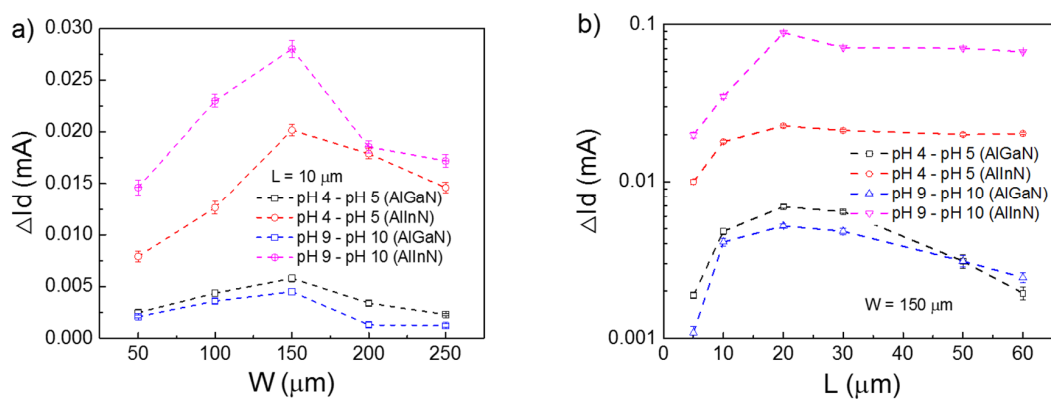 a)
0.030
0.025
0.020
0.015
0.010
0.005
0.000
ΔId (mA)
L = 10 μm
pH 4 - pH 5 (AlGaN)
pH 4 - pH 5 (AlInN)
pH 9 - pH 10 (AlGaN)
pH 9 - pH 10 (AlInN)
50 100 150 200 250
W (μm)
b)
0.1
0.01
0.001
ΔId (mA)
pH 4 - pH 5 (AlGaN)
pH 4 - pH 5 (AlInN)
pH 9 - pH 10 (AlGaN)
pH 9 - pH 10 (AlInN)
W = 150 μm
0 10 20 30 40 50 60
L (μm)